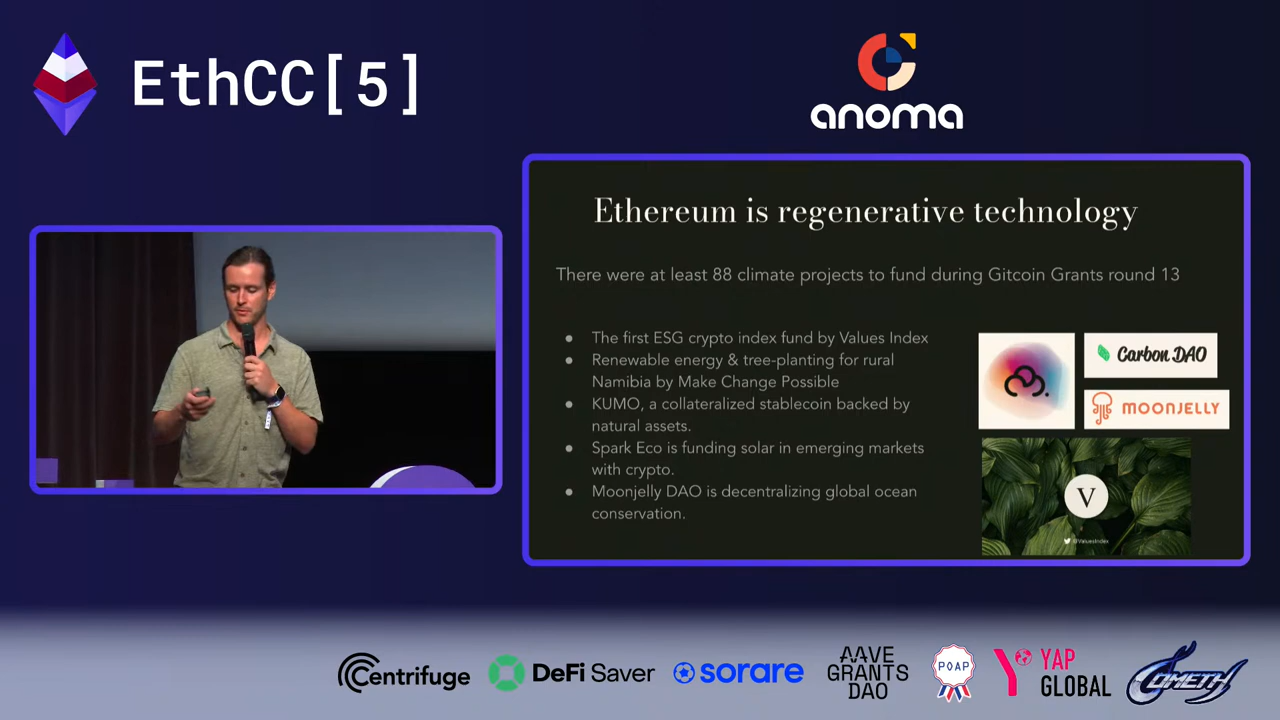 EthCC[5]
anoma
Ethereum is regenerative technology
There were at least 88 climate projects to fund during Gitcoin Grants round 13
● The first ESG crypto index fund by Values Index
● Renewable energy & tree-planting for rural
Namibia by Make Change Possible
● KUMO, a collateralized stablecoin backed by
natural assets.
● Spark Eco is funding solar in emerging markets
with crypto.
● Moonjelly DAO is decentralizing global ocean
conservation.
Carbon DAO
MOONJELLY
V
@ValuesIndex
Centrifuge
DeFi Saver
sorare
AAVE
GRANTS
DAO
POAP
YAP
GLOBAL
COMETH